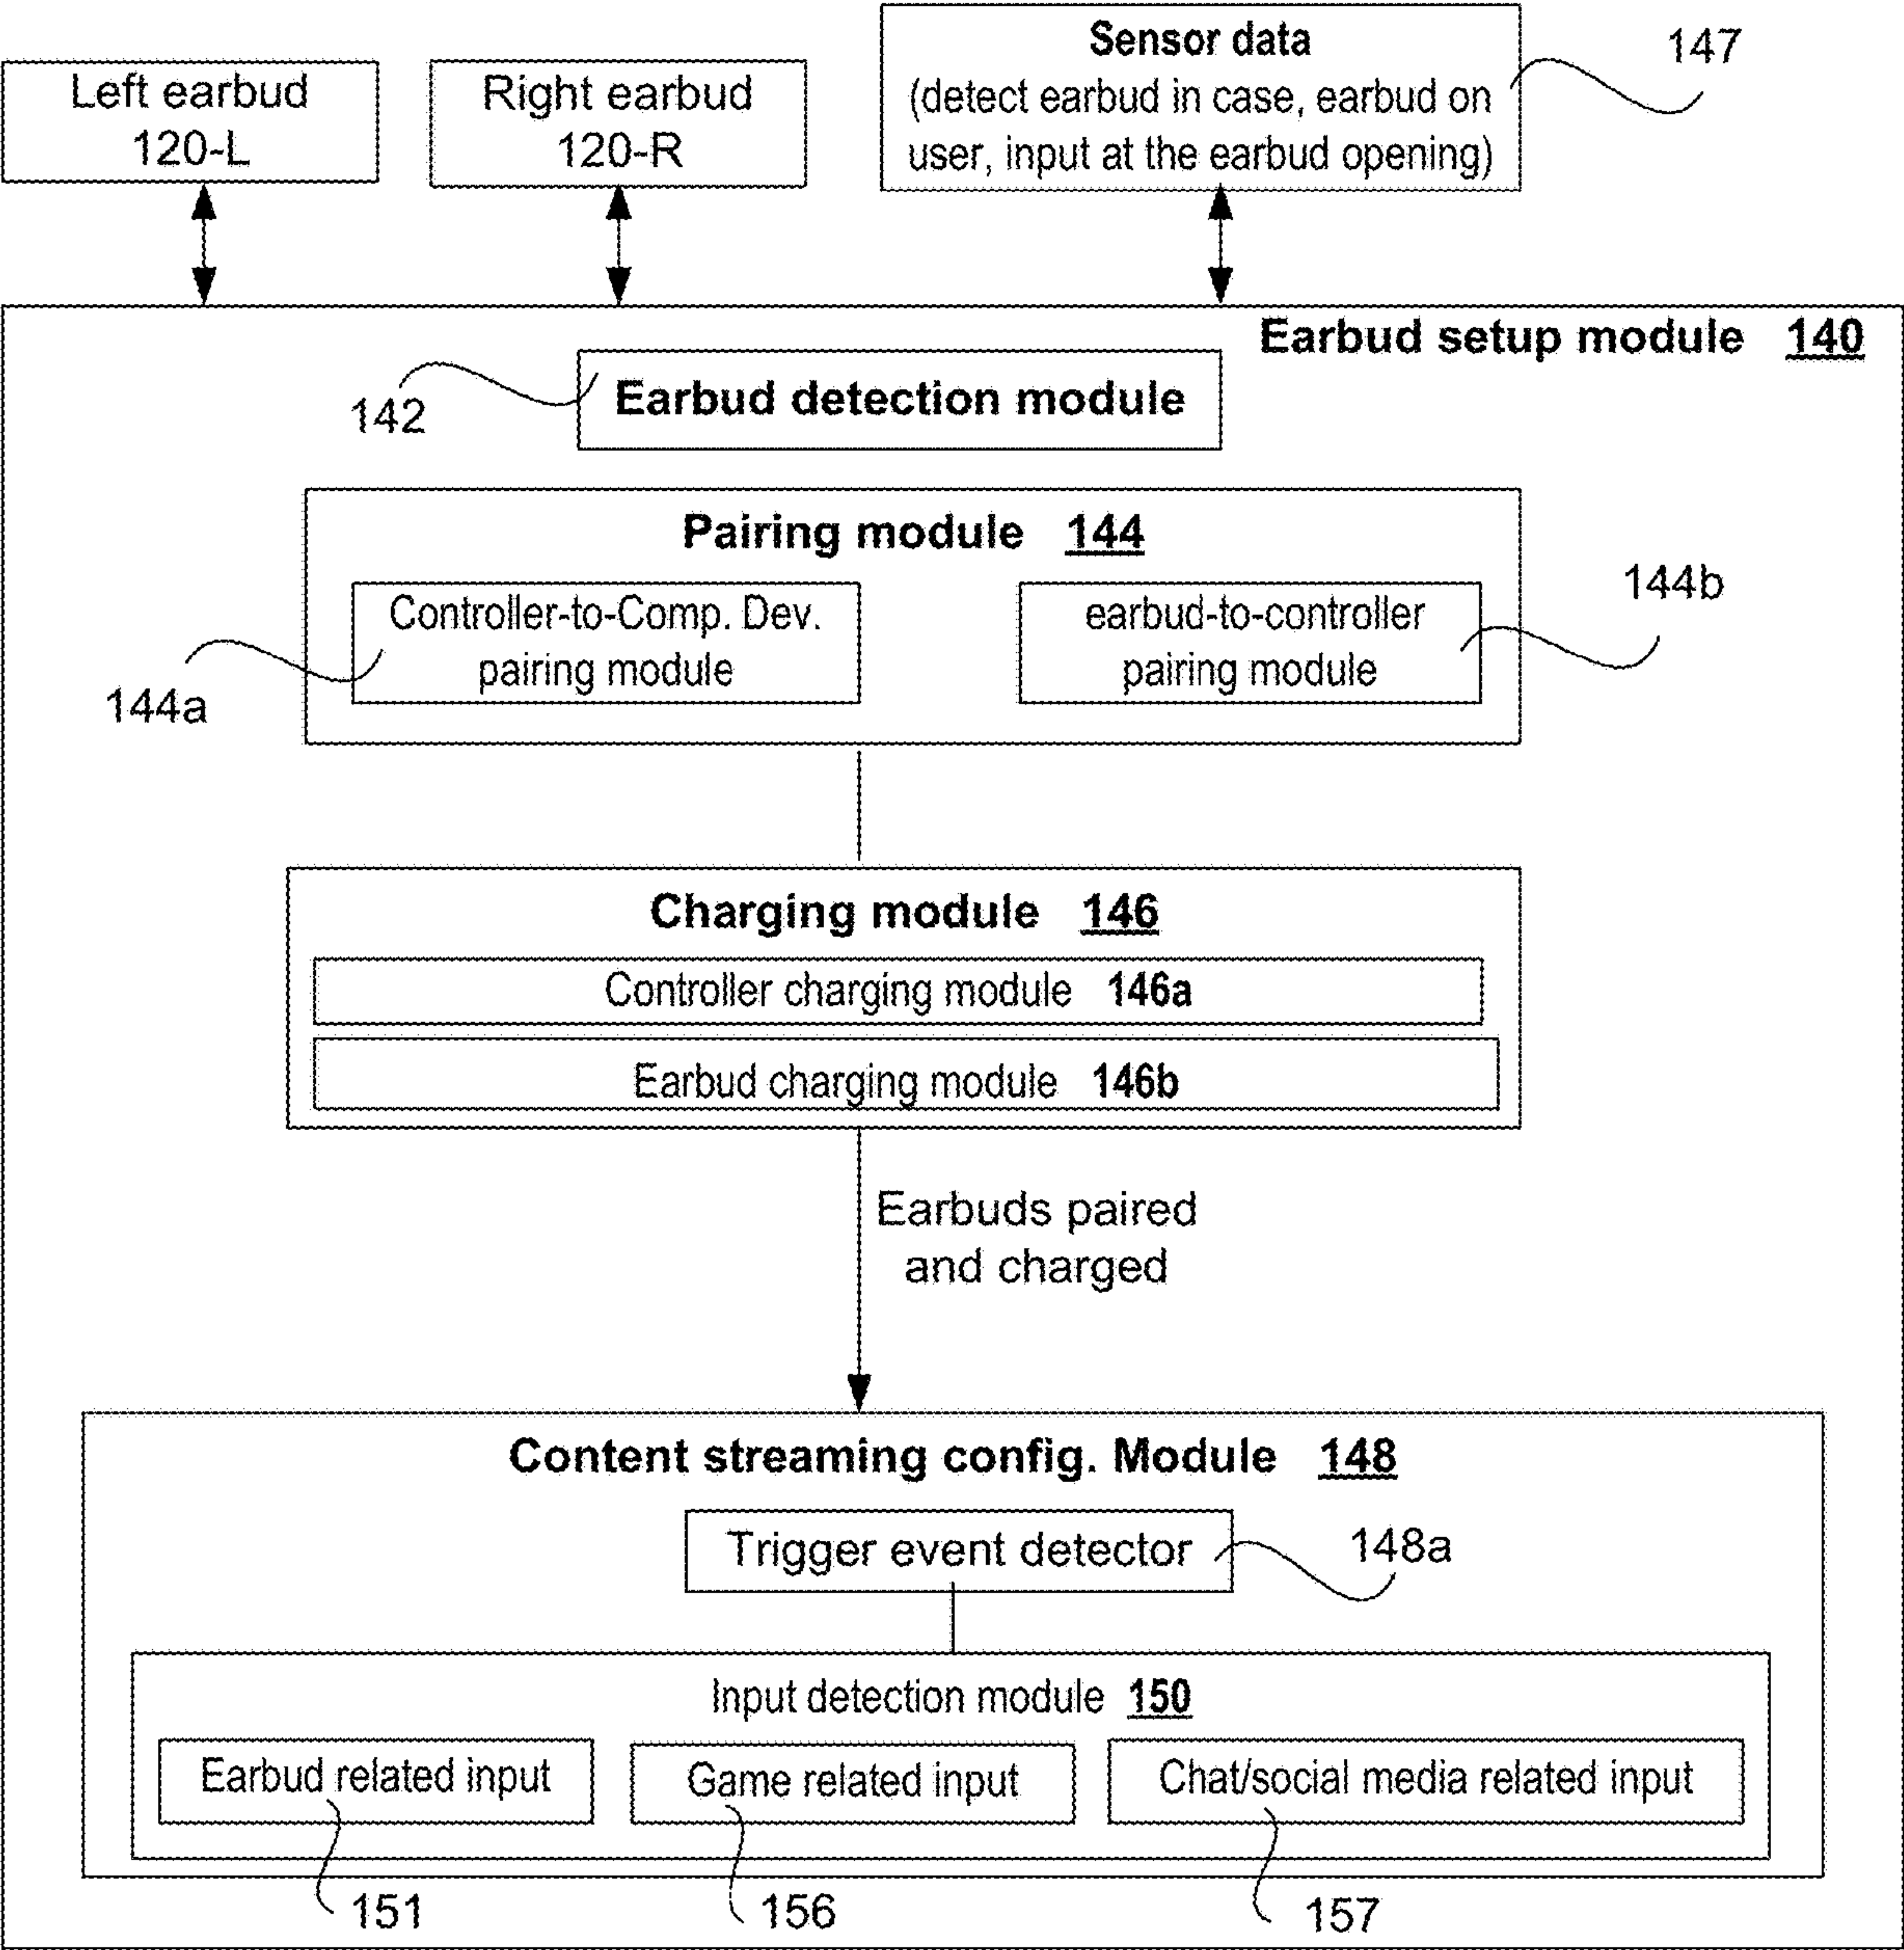 Left earbud
120-L
Right earbud
120-R
Sensor data
(detect earbud in case, earbud on
user, input at the earbud opening)
147
Earbud setup module 140
Earbud detection module
142
Pairing module 144
Controller-to-Comp. Dev.
pairing module
earbud-to-controller
pairing module
144a
144b
Charging module 146
Controller charging module 146a
Earbud charging module 146b
Earbuds paired
and charged
Content streaming config. Module 148
Trigger event detector
148a
Input detection module 150
Earbud related input
Game related input
Chat/social media related input
151
156
157